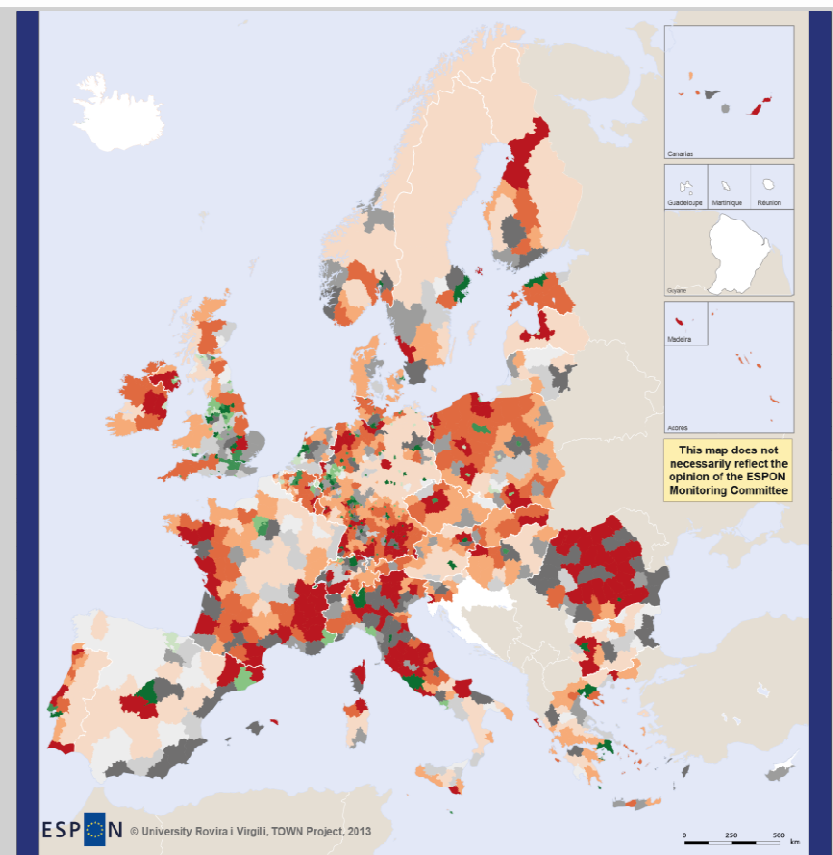 Canarias
Guadeloupe
Martinique
Réunion
Guyane
Madeira
Acores
This map does not
necessarily reflect the
opinion of the ESPON
Monitoring Committee
ESPON © University Rovira i Virgili, TOWN Project, 2013
250
500
km